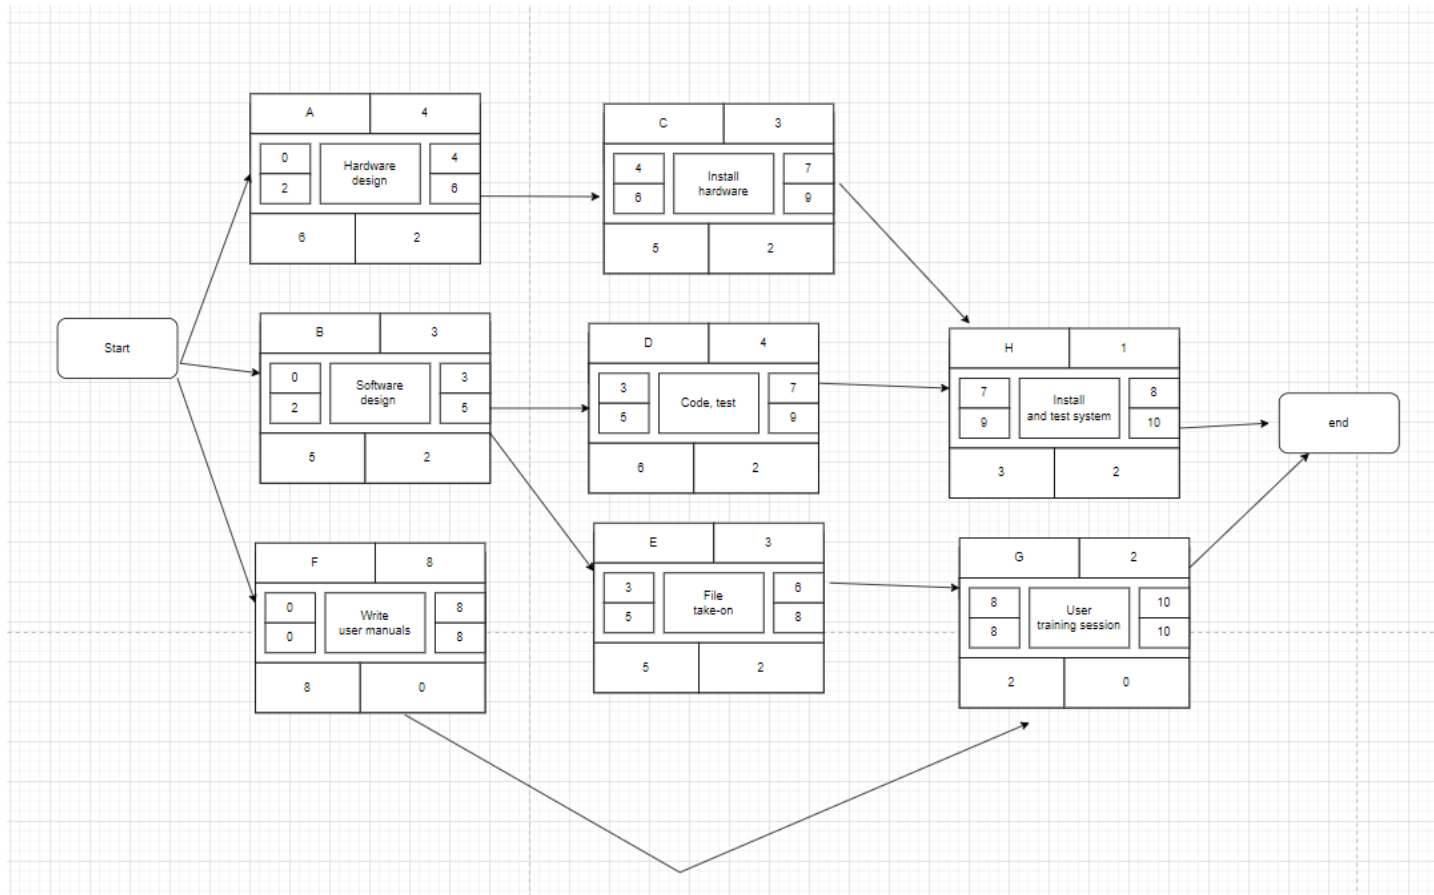 A 4
0 4
Hardware
design
2 6
6 2
C 3
4 7
Install
hardware
6 9
5 2
Start
B 3
0 3
Software
design
2 5
5 2
D 4
3 7
Code, test
5 9
6 2
H 1
7 8
Install
and test system
9 10
3 2
end
F 8
0 8
Write
user manuals
0 8
8 0
E 3
3 6
File
take-on
5 8
5 2
G 2
8 10
User
training session
8 10
2 0